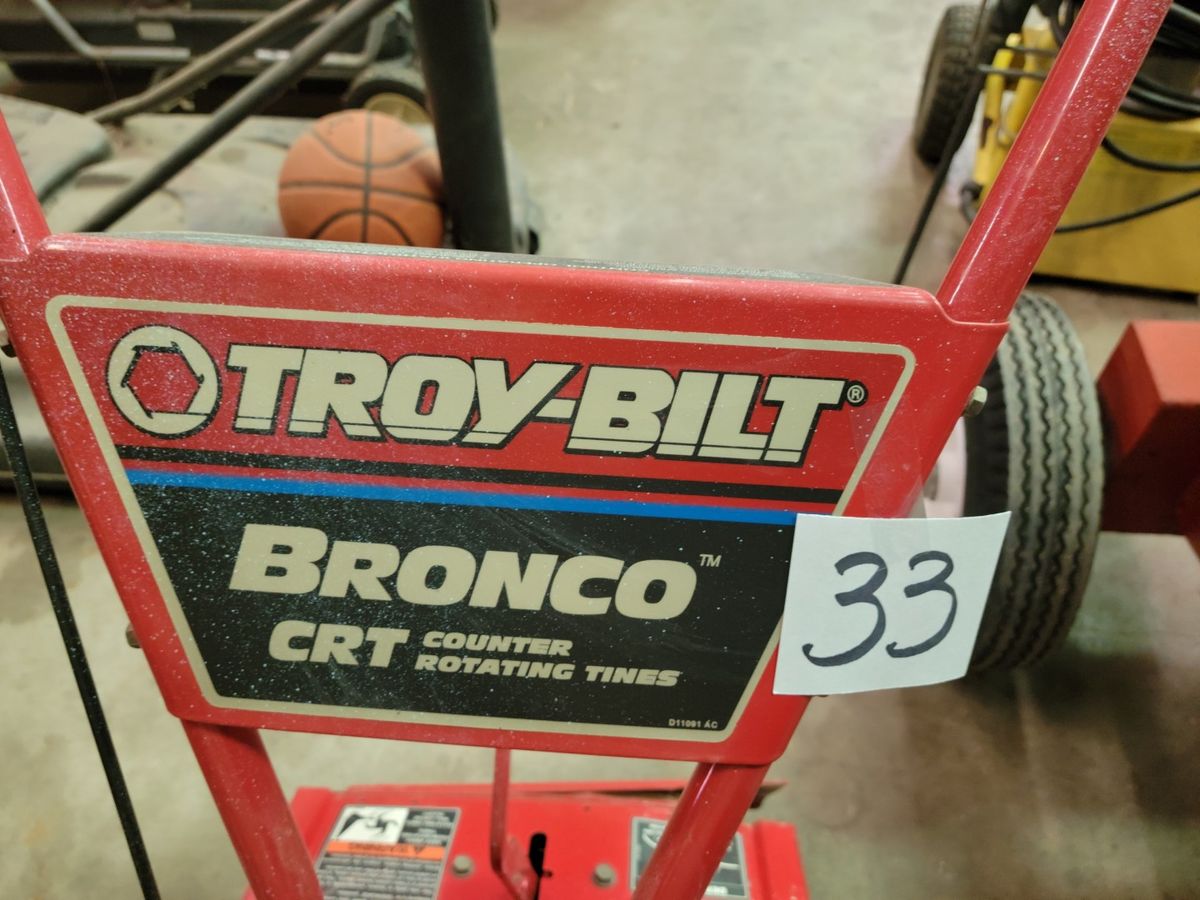 TROY-BILT®
BRONCO™
CRT COUNTER
ROTATING TINES
33
D11091 AC